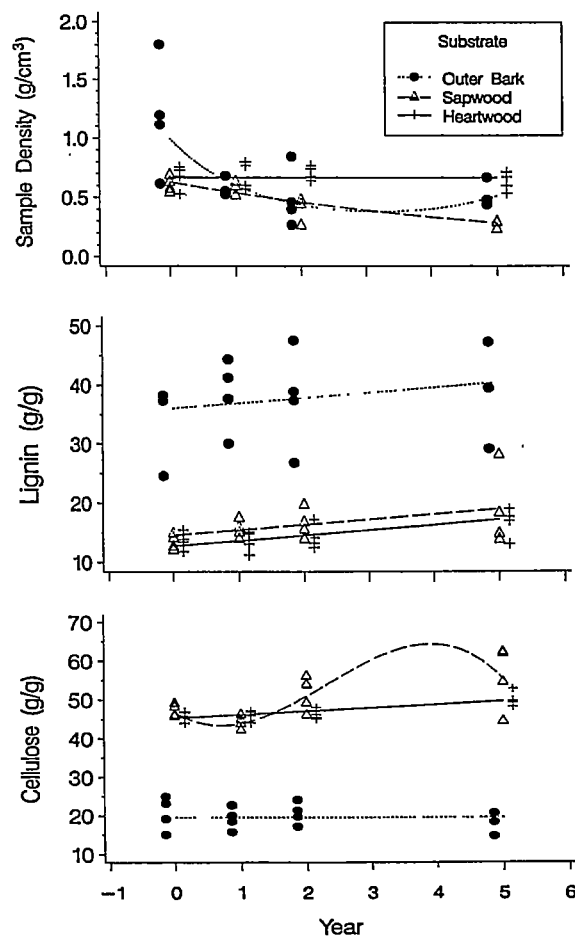 2.0
1.5
1.0
0.5
0.0
Sample Density (g/cm³)
Substrate
Outer Bark
Sapwood
Heartwood
50
40
30
20
10
Lignin (g/g)
70
60
50
40
30
20
10
Cellulose (g/g)
−1 0 1 2 3 4 5 6
Year